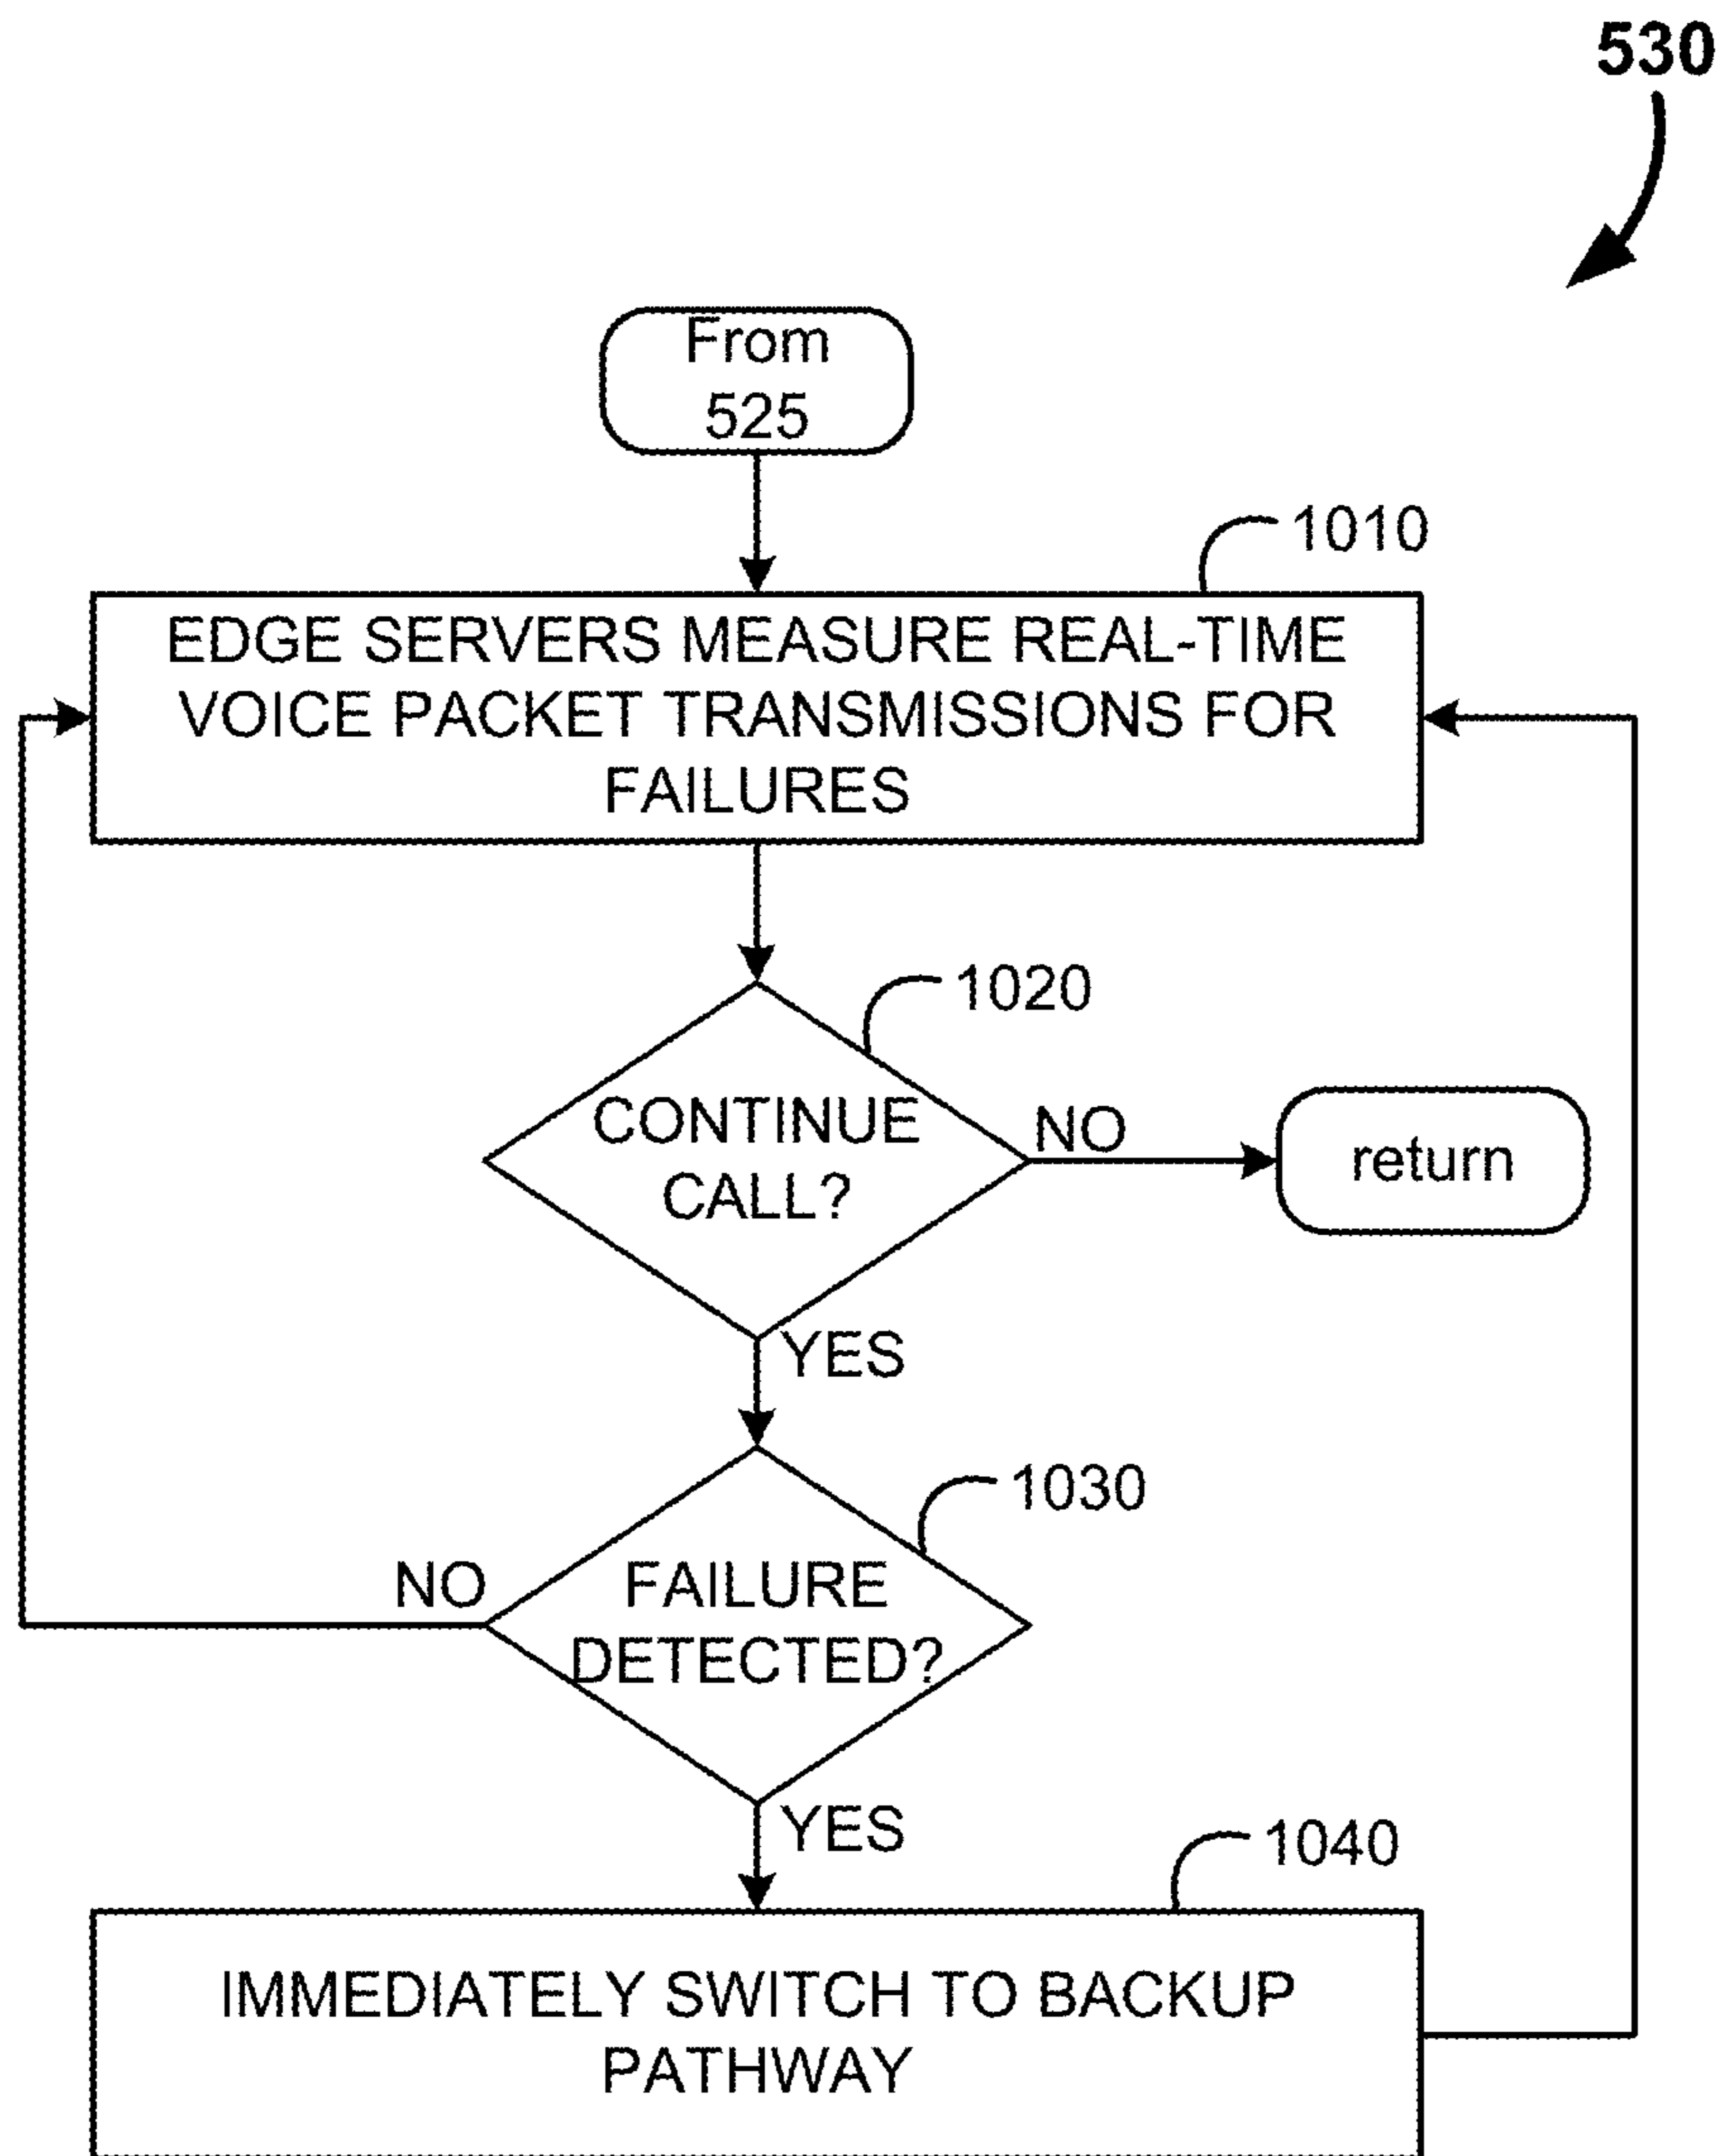 530
From
525
1010
EDGE SERVERS MEASURE REAL-TIME
VOICE PACKET TRANSMISSIONS FOR
FAILURES
1020
CONTINUE
CALL?
NO
return
YES
1030
NO
FAILURE
DETECTED?
YES
1040
IMMEDIATELY SWITCH TO BACKUP
PATHWAY